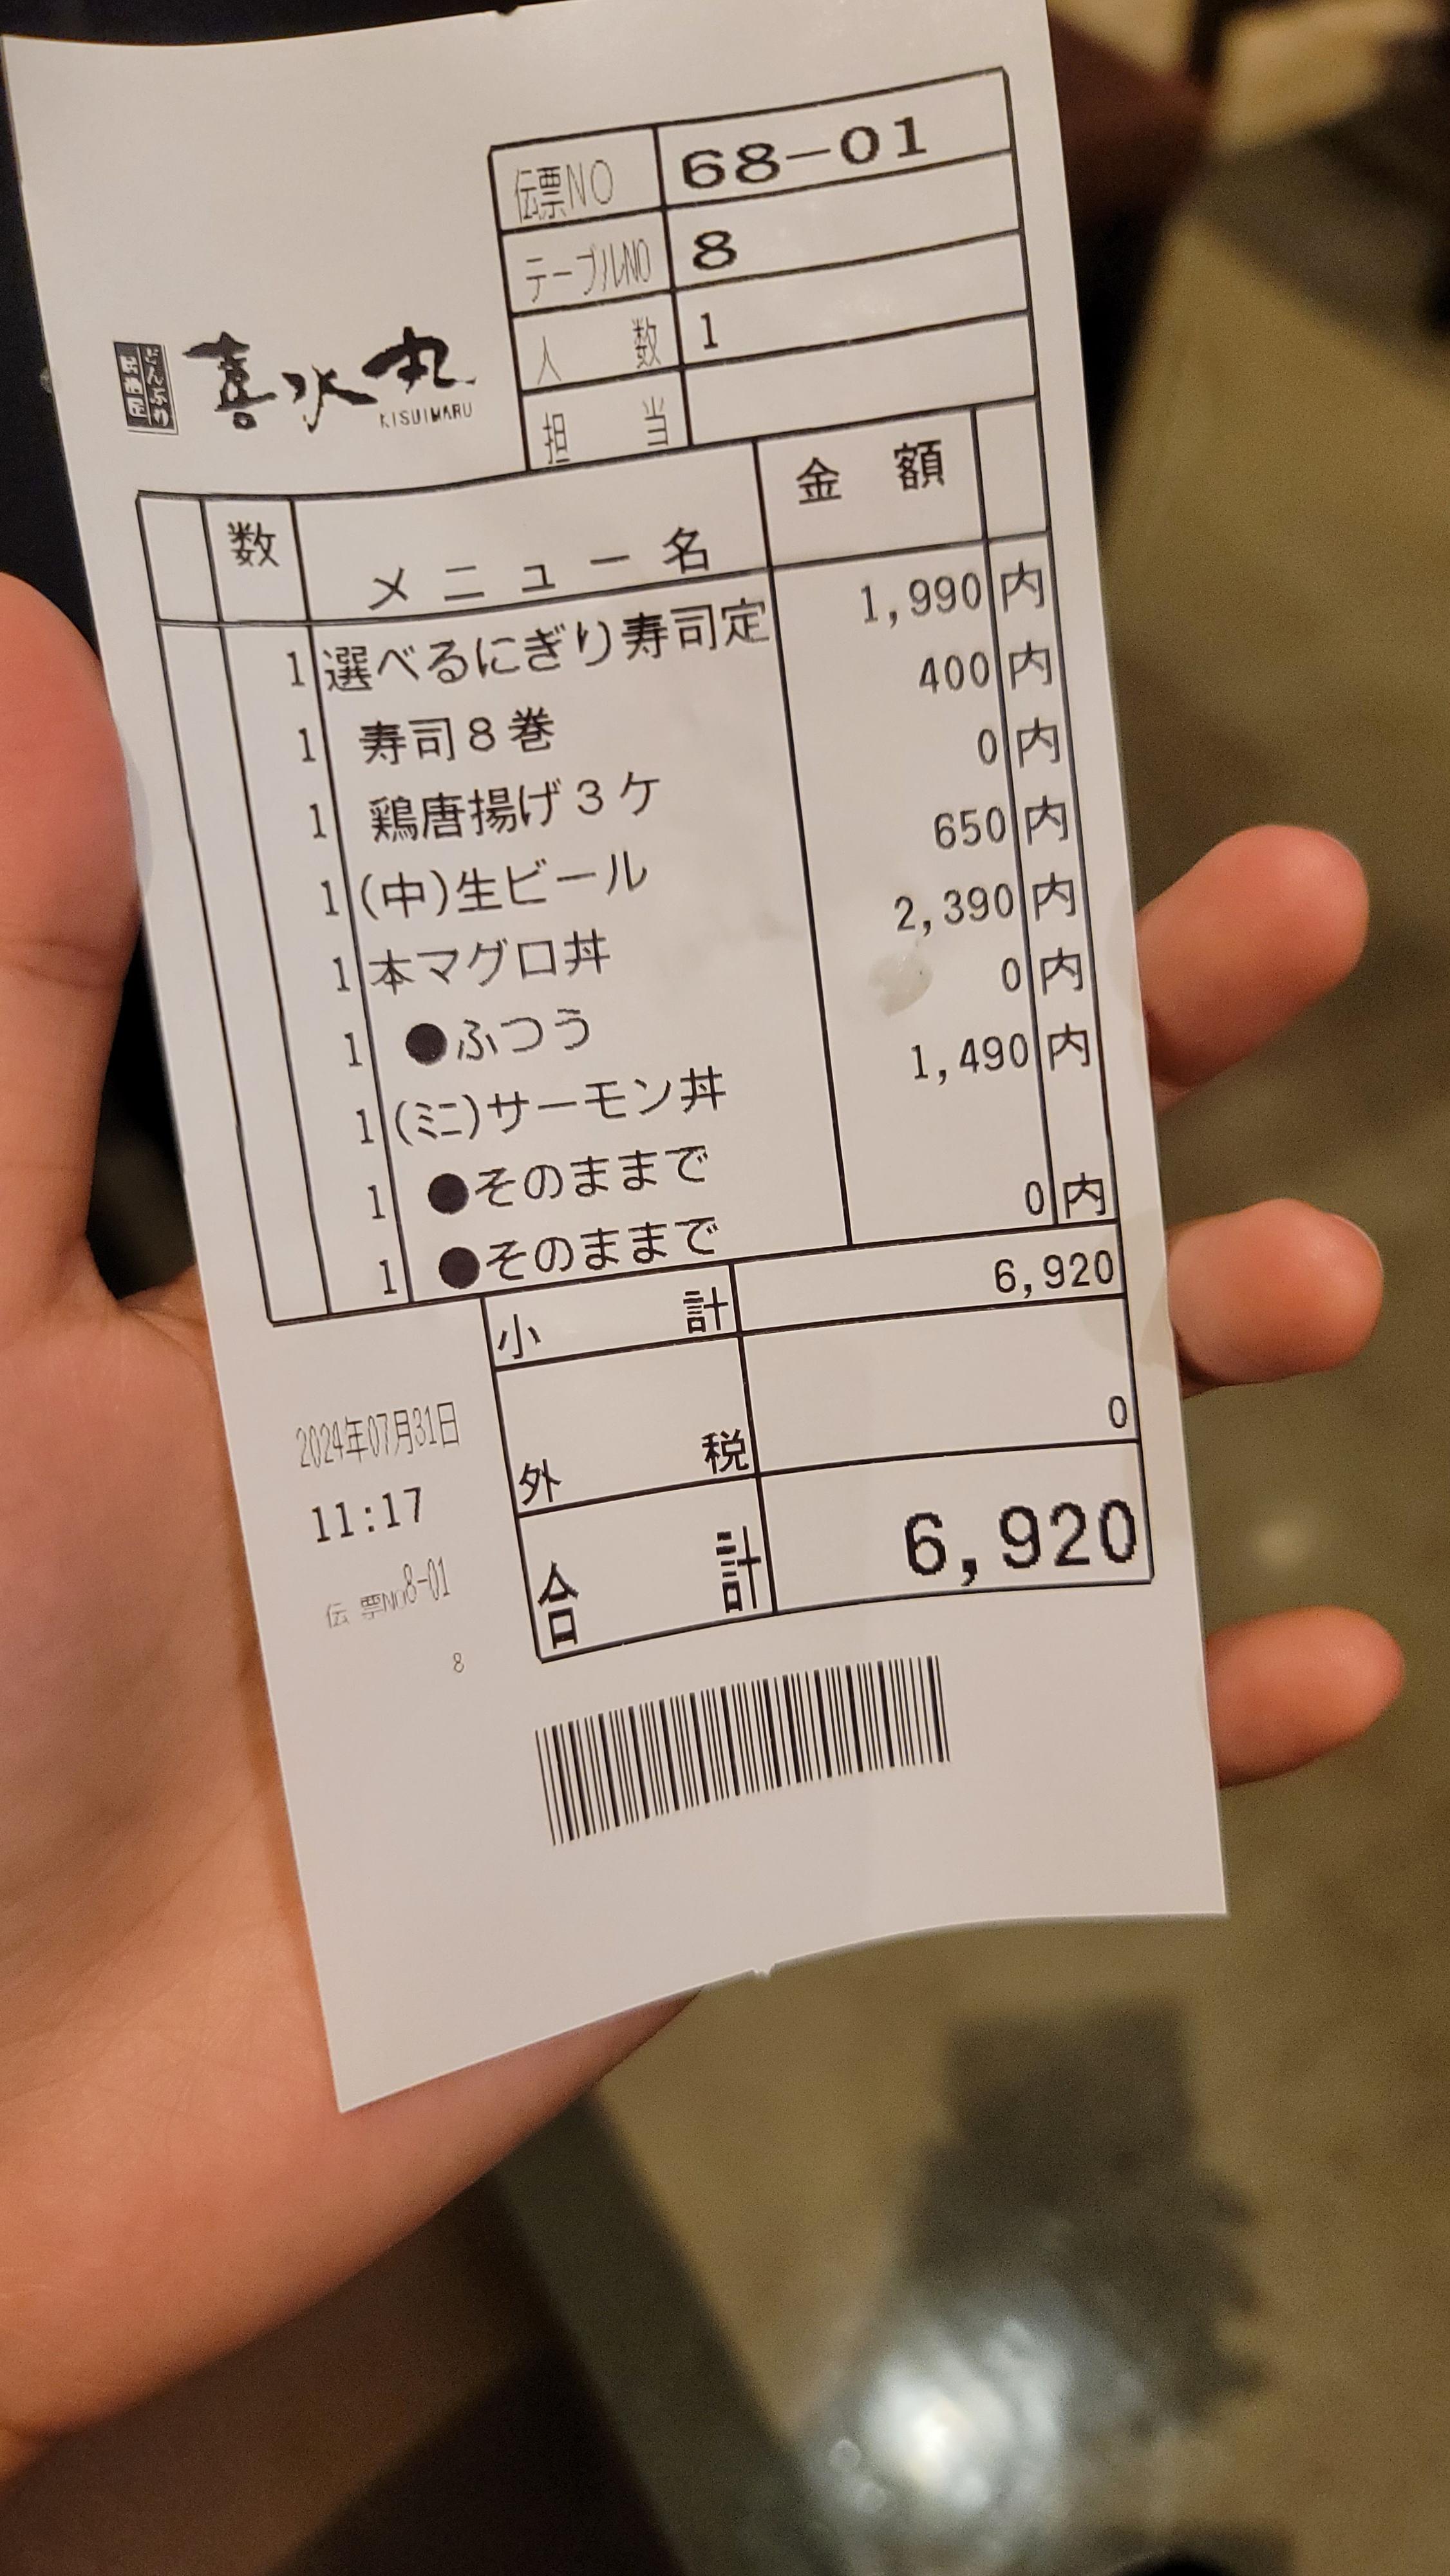 伝票NO 68-01
テーブルNO 8
人数 1
担当
どんぶり
居酒屋
喜水丸
KISUIMARU
数 メニュー名 金額
1 選べるにぎり寿司定 1,990 内
1 寿司8巻 400 内
1 鶏唐揚げ3ケ 0 内
1 (中)生ビール 650 内
1 本マグロ丼 2,390 内
1 ●ふつう 0 内
1 (ミニ)サーモン丼 1,490 内
1 ●そのままで
1 ●そのままで 0 内
小計 6,920
外税 0
合計 6,920
2024年07月31日
11:17
伝票NO8-01
8